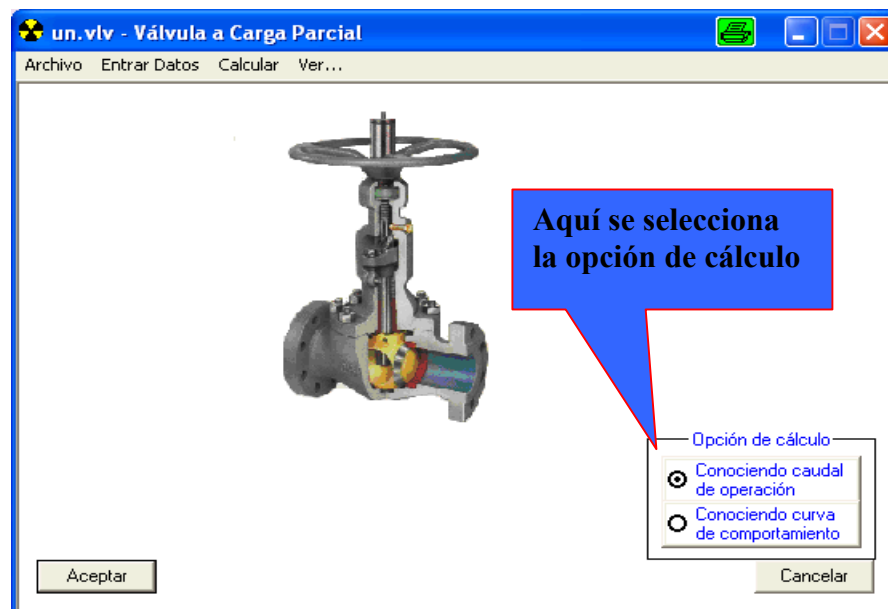 un.vlv - Válvula a Carga Parcial
Archivo Entrar Datos Calcular Ver...
Aquí se selecciona
la opción de cálculo
Opción de cálculo
Conociendo caudal
de operación
Conociendo curva
de comportamiento
Aceptar
Cancelar